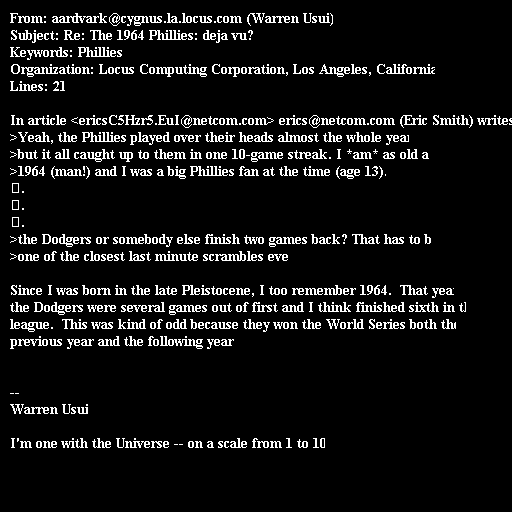 From: aardvark@cygnus.la.locus.com (Warren Usui)
Subject: Re: The 1964 Phillies: deja vu?
Keywords: Phillies
Organization: Locus Computing Corporation, Los Angeles, California
Lines: 21

In article <ericsC5Hzr5.EuI@netcom.com> erics@netcom.com (Eric Smith) writes
>Yeah, the Phillies played over their heads almost the whole year
>but it all caught up to them in one 10-game streak. I *am* as old a
>1964 (man!) and I was a big Phillies fan at the time (age 13).
.
.
.
>the Dodgers or somebody else finish two games back? That has to b
>one of the closest last minute scrambles eve

Since I was born in the late Pleistocene, I too remember 1964.  That year
the Dodgers were several games out of first and I think finished sixth in th
league.  This was kind of odd because they won the World Series both the
previous year and the following year

--
Warren Usui

I'm one with the Universe -- on a scale from 1 to 10